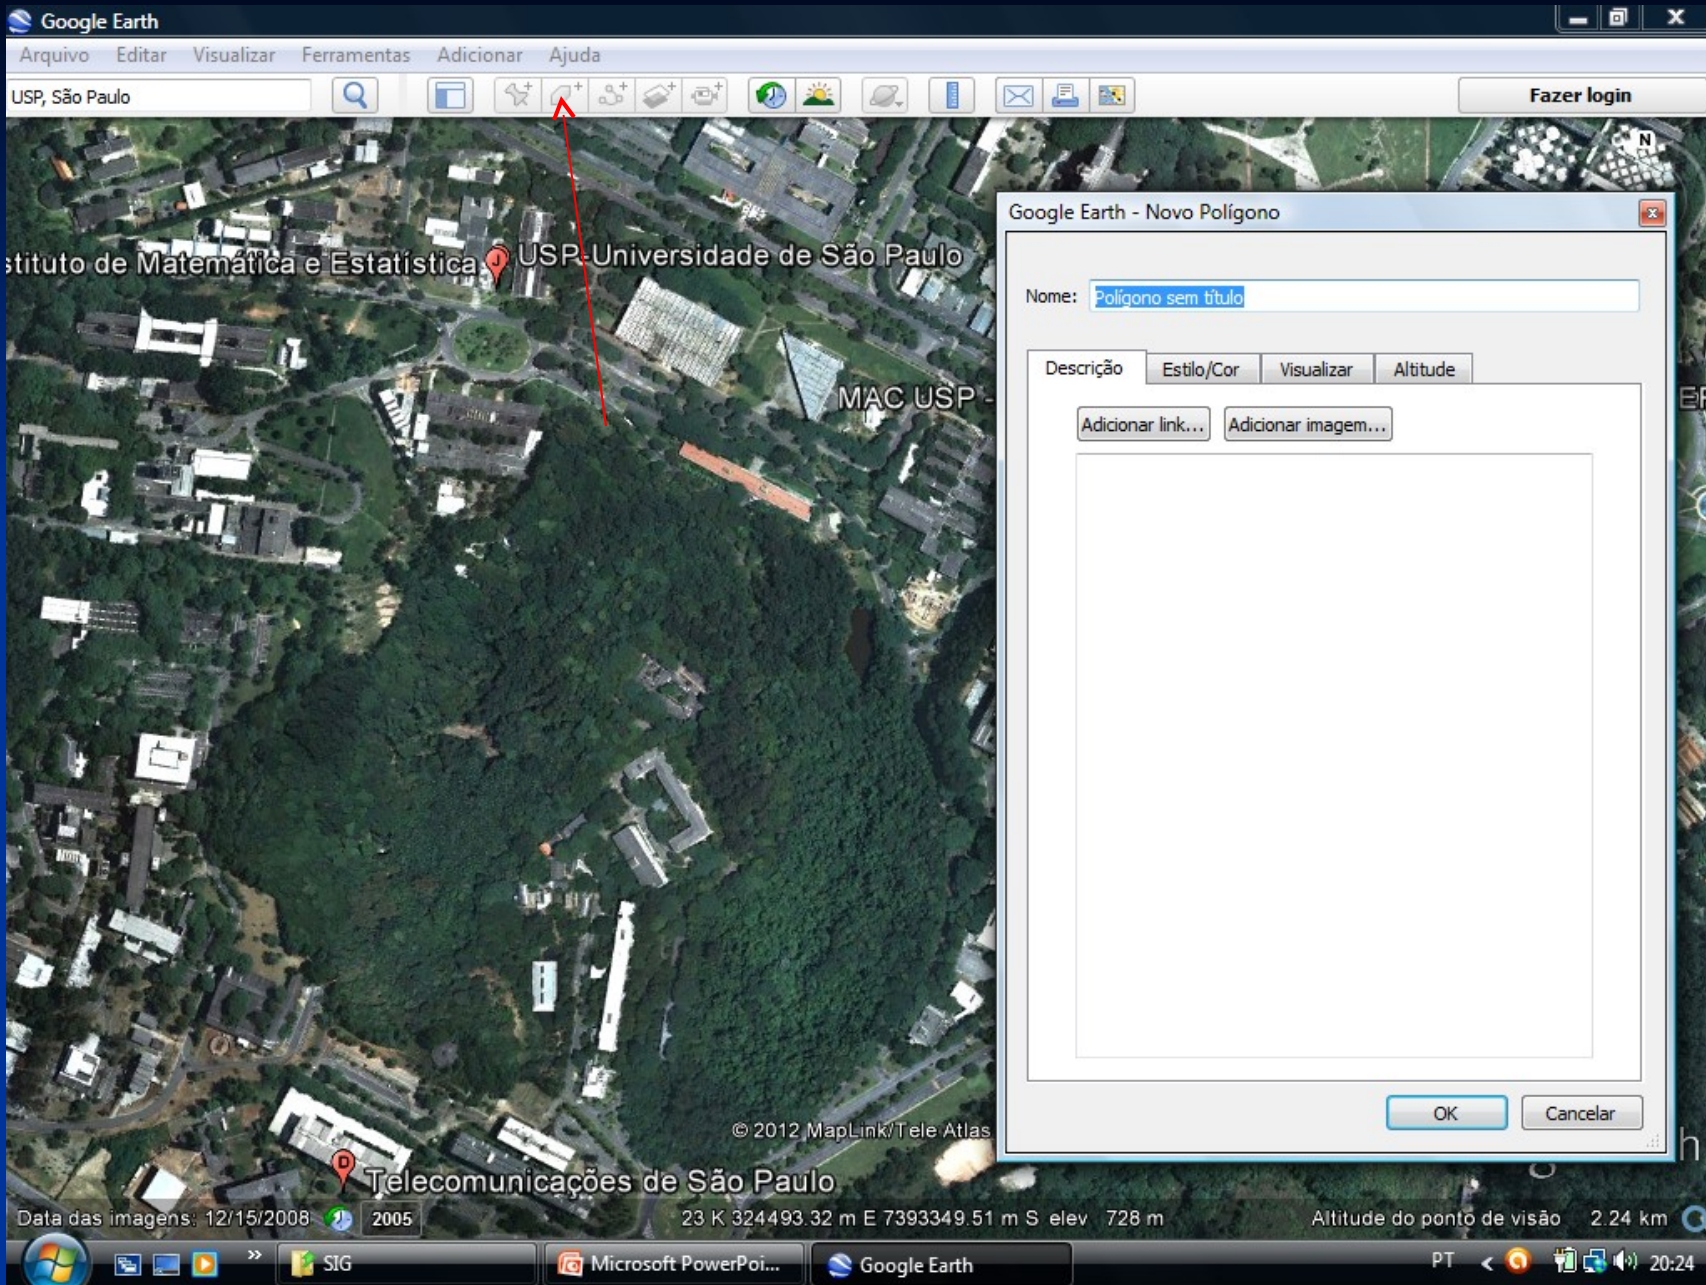 Google Earth
Arquivo Editar Visualizar Ferramentas Adicionar Ajuda
USP, São Paulo
Fazer login
N
Google Earth - Novo Polígono
Nome: Polígono sem título
Descrição Estilo/Cor Visualizar Altitude
Adicionar link... Adicionar imagem...
OK Cancelar
stituto de Matemática e Estatística J USP-Universidade de São Paulo
MAC USP -
© 2012 MapLink/Tele Atlas
D Telecomunicações de São Paulo
Data das imagens: 12/15/2008 2005 23 K 324493.32 m E 7393349.51 m S elev 728 m Altitude do ponto de visão 2.24 km
» SIG Microsoft PowerPoi... Google Earth PT < 20:24